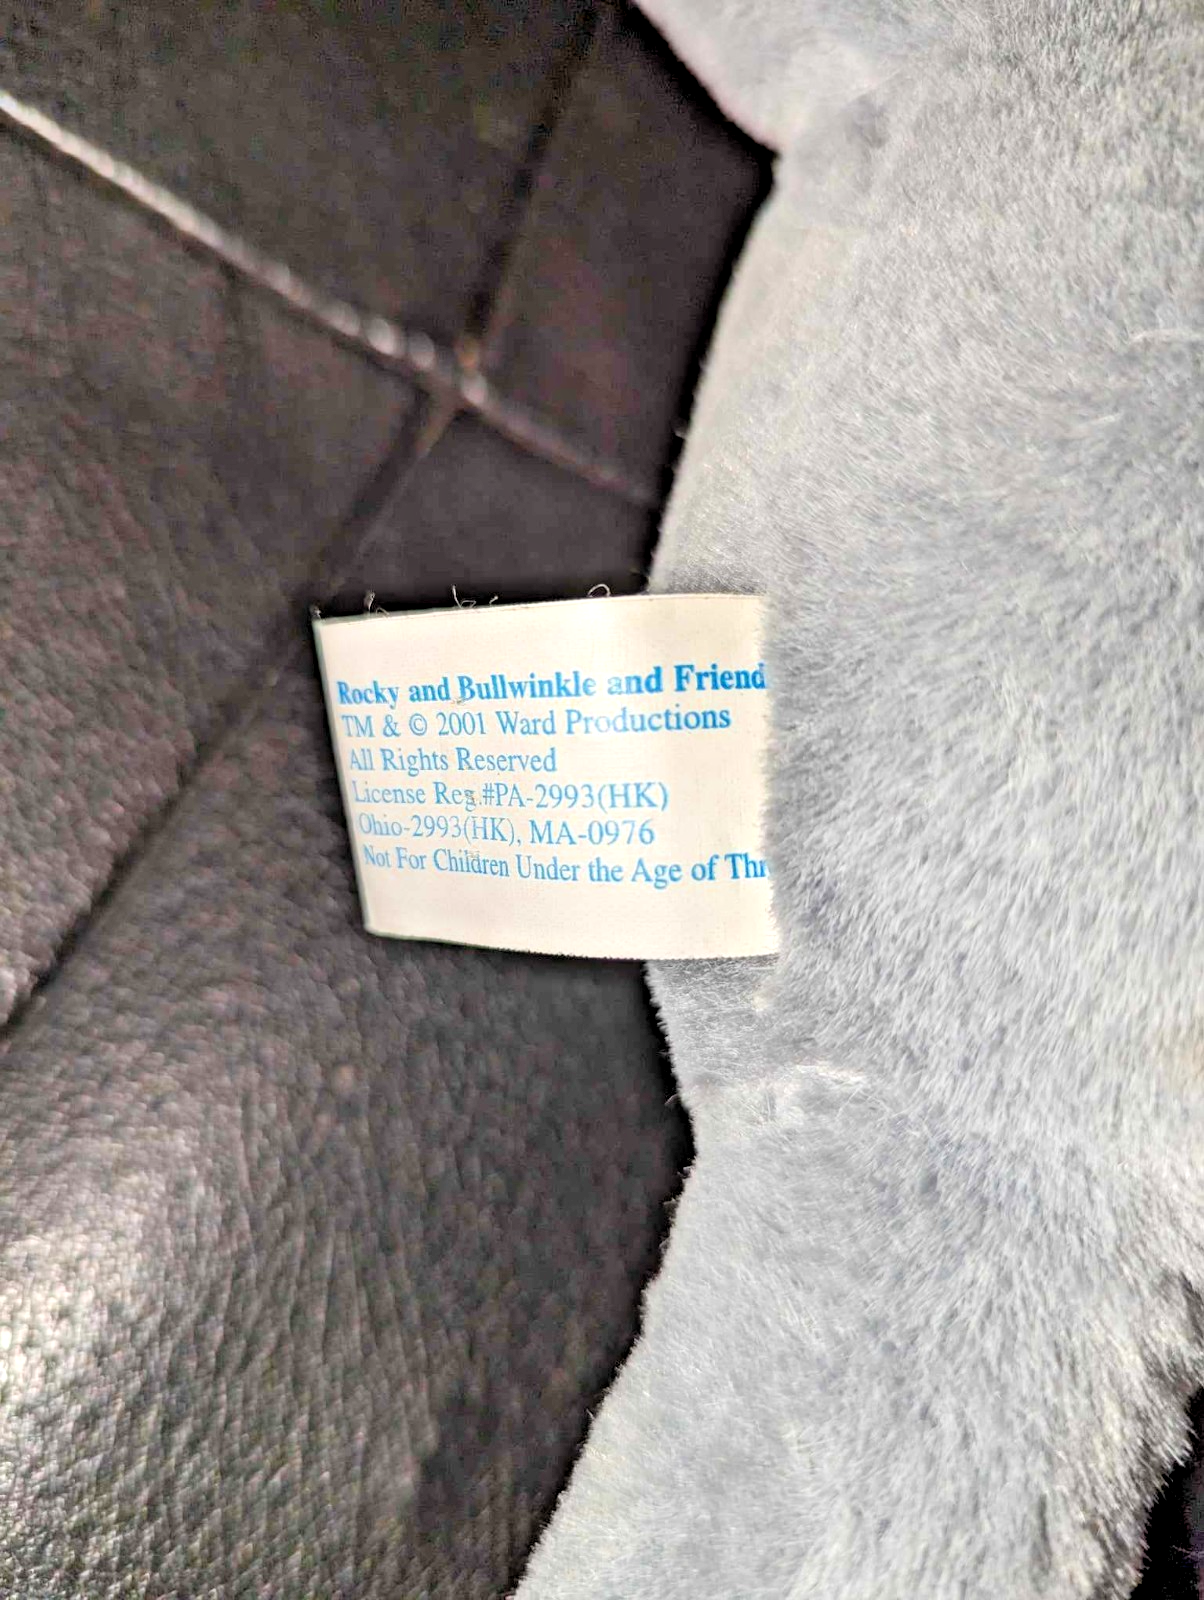 Rocky and Bullwinkle and Friend
TM & © 2001 Ward Productions
All Rights Reserved
License Reg.#PA-2993(HK)
Ohio-2993(HK), MA-0976
Not For Children Under the Age of Thr